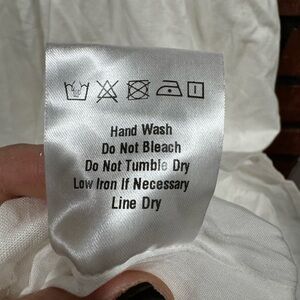 Hand Wash
Do Not Bleach
Do Not Tumble Dry
Low Iron If Necessary
Line Dry